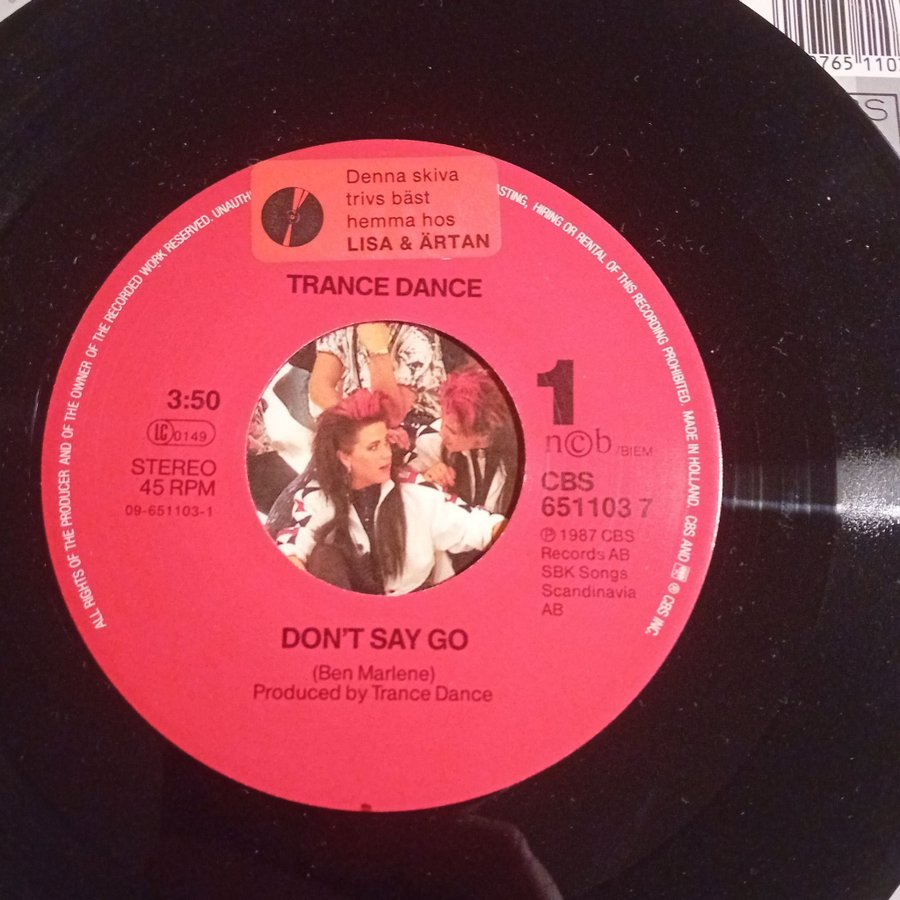 765 110
Denna skiva
trivs bäst
hemma hos
LISA & ÄRTAN
ALL RIGHTS OF THE PRODUCER AND OF THE OWNER OF THE RECORDED WORK RESERVED. UNAUTH
ASTING, HIRING OR RENTAL OF THIS RECORDING PROHIBITED. MADE IN HOLLAND. CBS AND ® CBS INC.
TRANCE DANCE
3:50
LC 0149
STEREO
45 RPM
09-651103-1
1
n©b /BIEM
CBS
651103 7
℗ 1987 CBS
Records AB
SBK Songs
Scandinavia
AB
DON'T SAY GO
(Ben Marlene)
Produced by Trance Dance